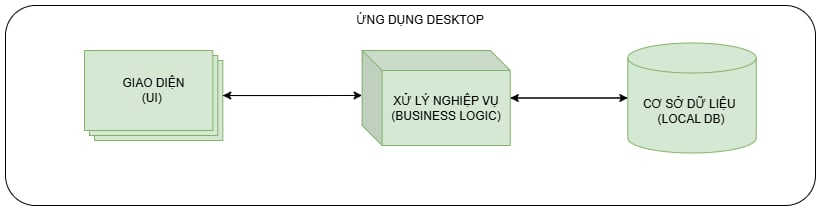 ỨNG DỤNG DESKTOP
GIAO DIỆN
(UI)
XỬ LÝ NGHIỆP VỤ
(BUSINESS LOGIC)
CƠ SỞ DỮ LIỆU
(LOCAL DB)